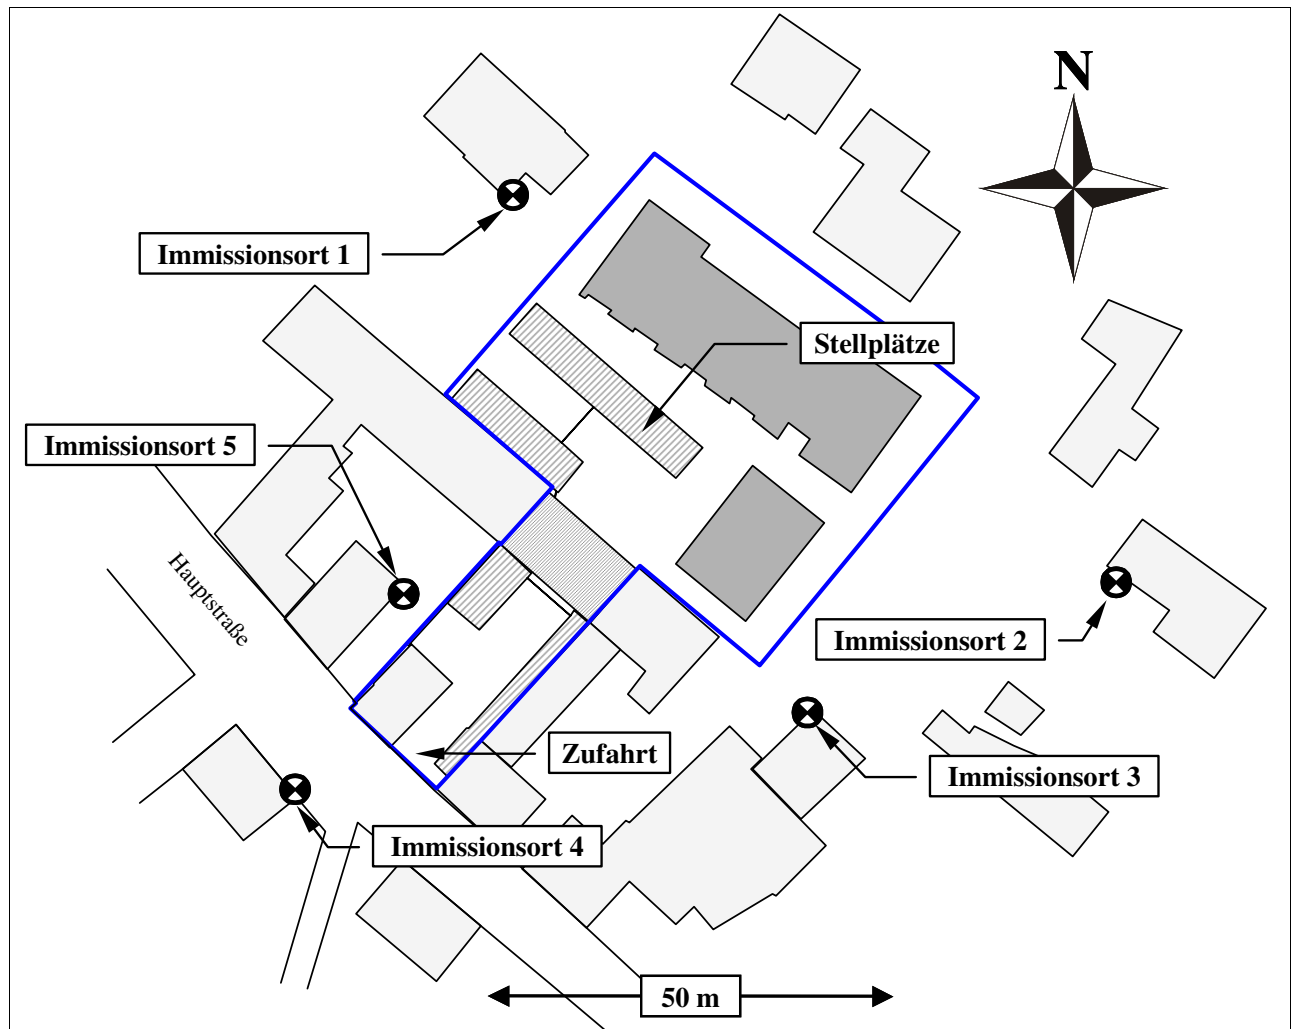 N
Immissionsort 1
Stellplätze
Immissionsort 5
Hauptstraße
Immissionsort 2
Zufahrt
Immissionsort 3
Immissionsort 4
50 m